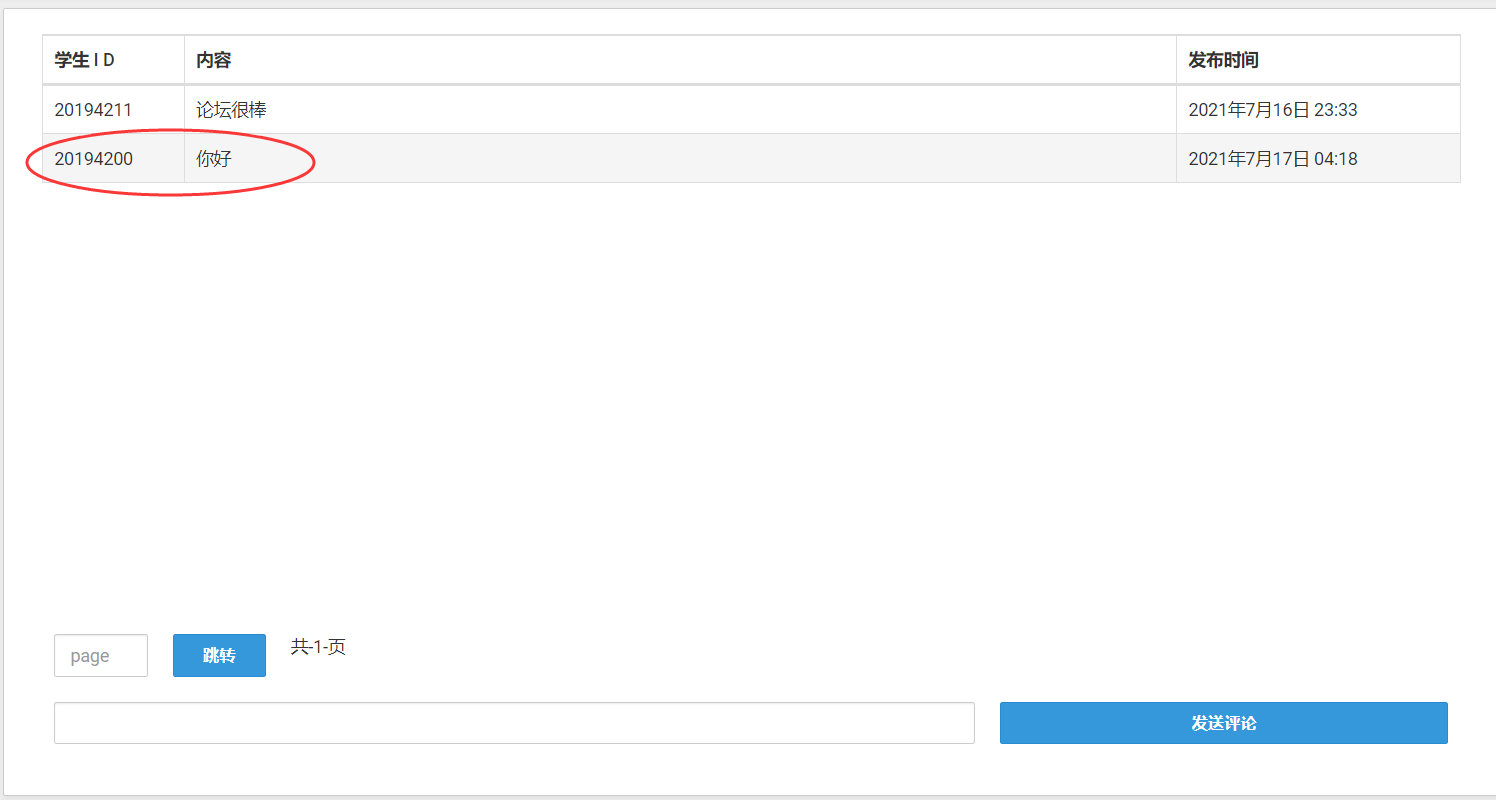 学生 I D 内容 发布时间
20194211 论坛很棒 2021年7月16日 23:33
20194200 你好 2021年7月17日 04:18
page 跳转 共-1-页
发送评论